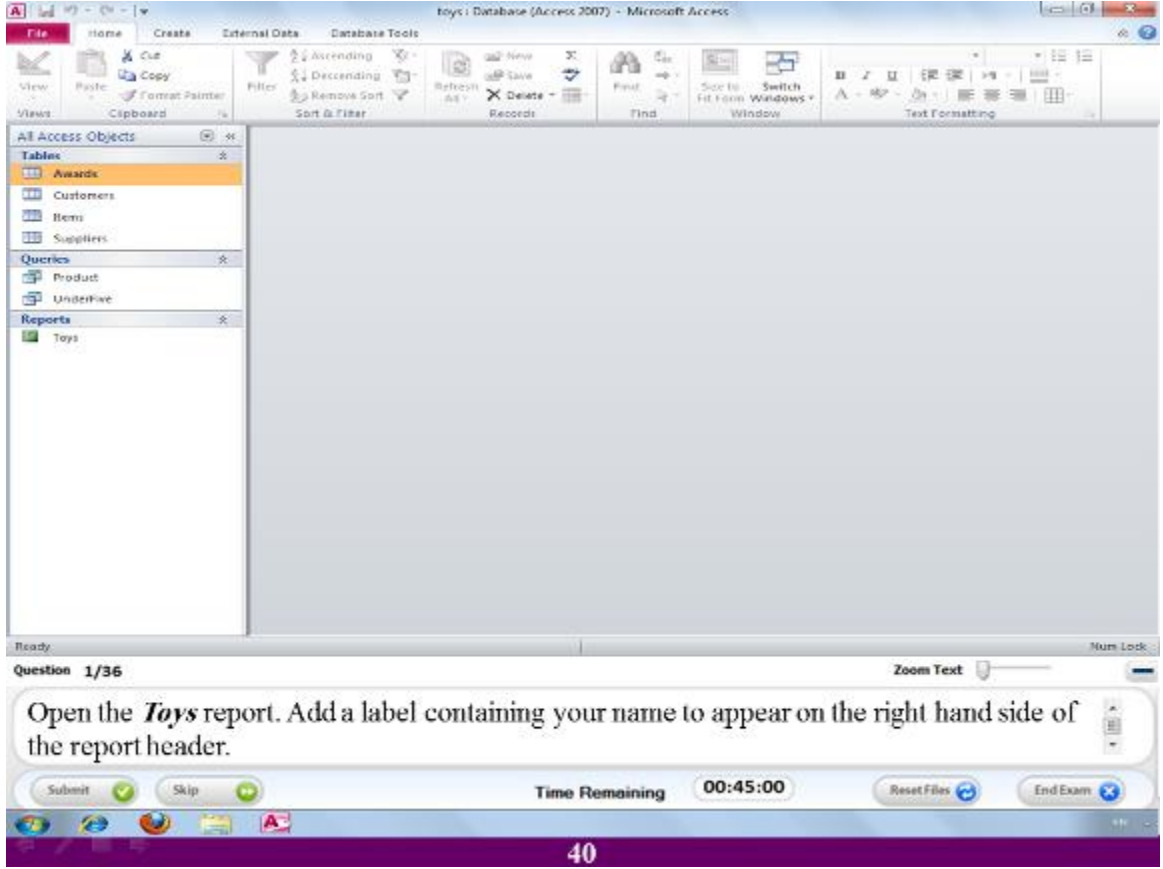 toys : Database (Access 2007) - Microsoft Access
File Home Create External Data Database Tools
View Paste Cut Copy Format Painter
Filter Ascending Descending Remove Sort
Refresh All New Save Delete
Find Size to Fit Form Switch Windows
B I U A
Views Clipboard Sort & Filter Records Find Window Text Formatting
All Access Objects
Tables
Awards
Customers
Items
Suppliers
Queries
Product
UnderFive
Reports
Toys
Ready Num Lock
Question 1/36 Zoom Text
Open the Toys report. Add a label containing your name to appear on the right hand side of
the report header.
Submit Skip Time Remaining 00:45:00 Reset Files End Exam
EN
40